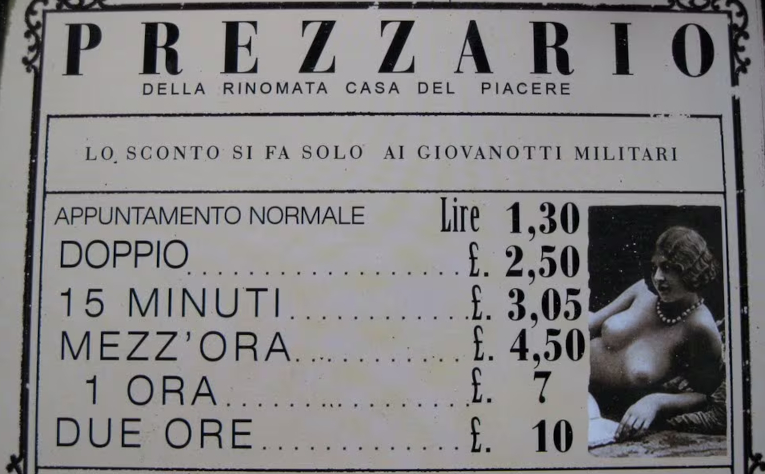 PREZZARIO
DELLA RINOMATA CASA DEL PIACERE
LO SCONTO SI FA SOLO AI GIOVANOTTI MILITARI
APPUNTAMENTO NORMALE Lire 1,30
DOPPIO.....................£. 2,50
15 MINUTI.............£. 3,05
MEZZ'ORA.............£. 4,50
1 ORA...................£. 7
DUE ORE................£. 10